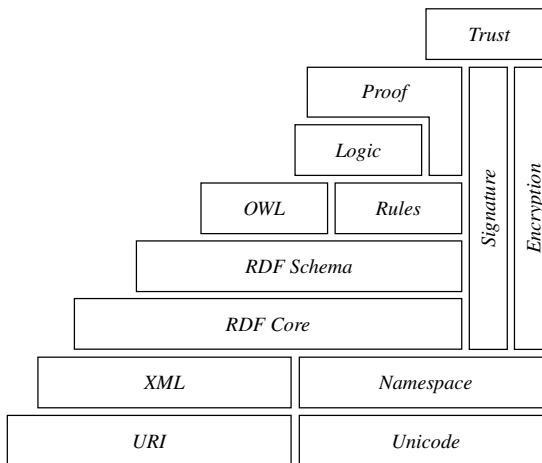 Trust
Proof
Logic
Signature
Encryption
OWL
Rules
RDF Schema
RDF Core
XML
Namespace
URI
Unicode